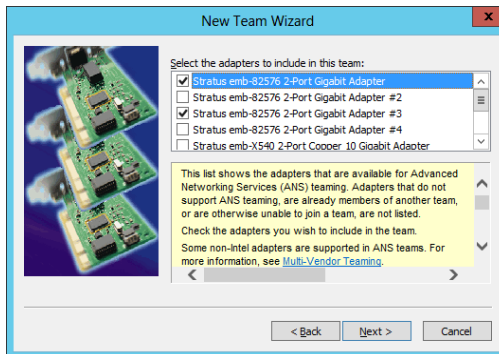 New Team Wizard
x
Select the adapters to include in this team:
Stratus emb-82576 2-Port Gigabit Adapter
Stratus emb-82576 2-Port Gigabit Adapter #2
Stratus emb-82576 2-Port Gigabit Adapter #3
Stratus emb-82576 2-Port Gigabit Adapter #4
Stratus emb-X540 2-Port Copper 10 Gigabit Adapter
This list shows the adapters that are available for Advanced
Networking Services (ANS) teaming. Adapters that do not
support ANS teaming, are already members of another team,
or are otherwise unable to join a team, are not listed.
Check the adapters you wish to include in the team.
Some non-Intel adapters are supported in ANS teams. For
more information, see Multi-Vendor Teaming.
< Back
Next >
Cancel